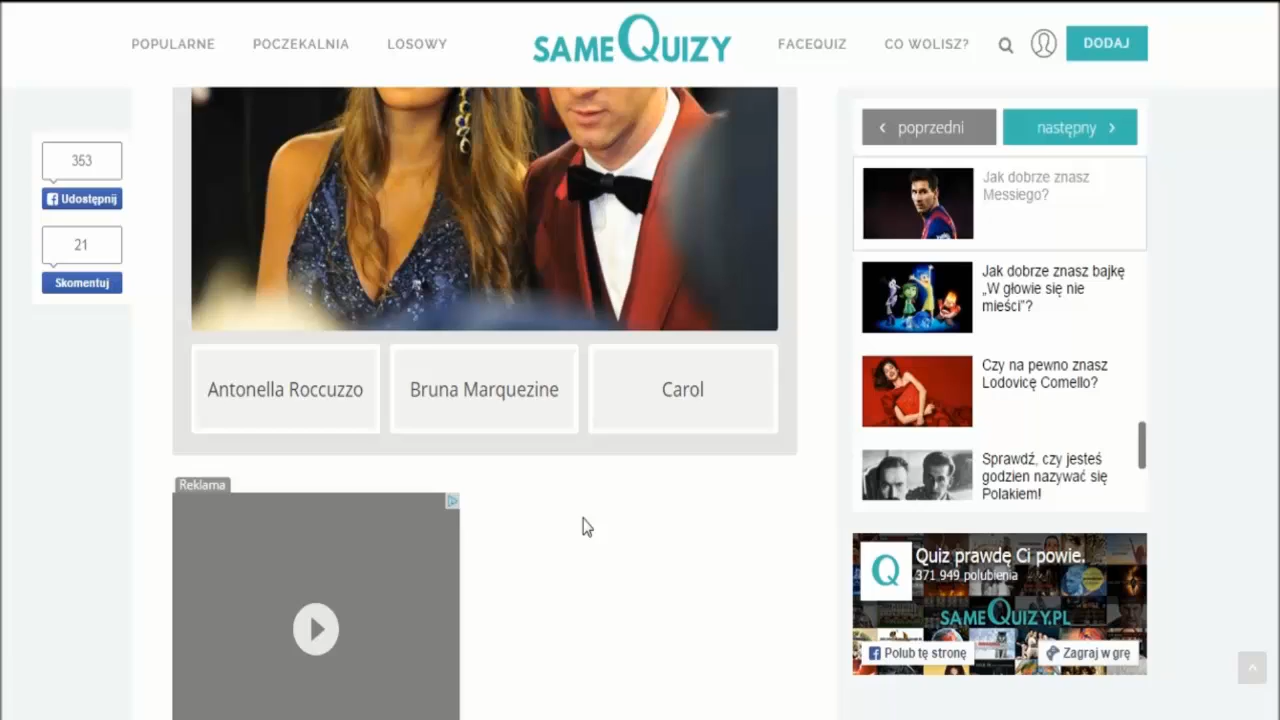 POPULARNE
POCZEKALNIA
LOSOWY
SAMEQUIZY
FACEQUIZ
CO WOLISZ?
DODAJ
353
Udostępnij
21
Skomentuj
poprzedni
następny
Jak dobrze znasz
Messiego?
Jak dobrze znasz bajkę
„W głowie się nie
mieści”?
Czy na pewno znasz
Lodovicę Comello?
Sprawdź, czy jesteś
godzien nazywać się
Polakiem!
Antonella Roccuzzo
Bruna Marquezine
Carol
Reklama
Q
Quiz prawdę Ci powie.
371 949 polubienia
SAMEQUIZY.PL
Polub tę stronę
Zagraj w grę